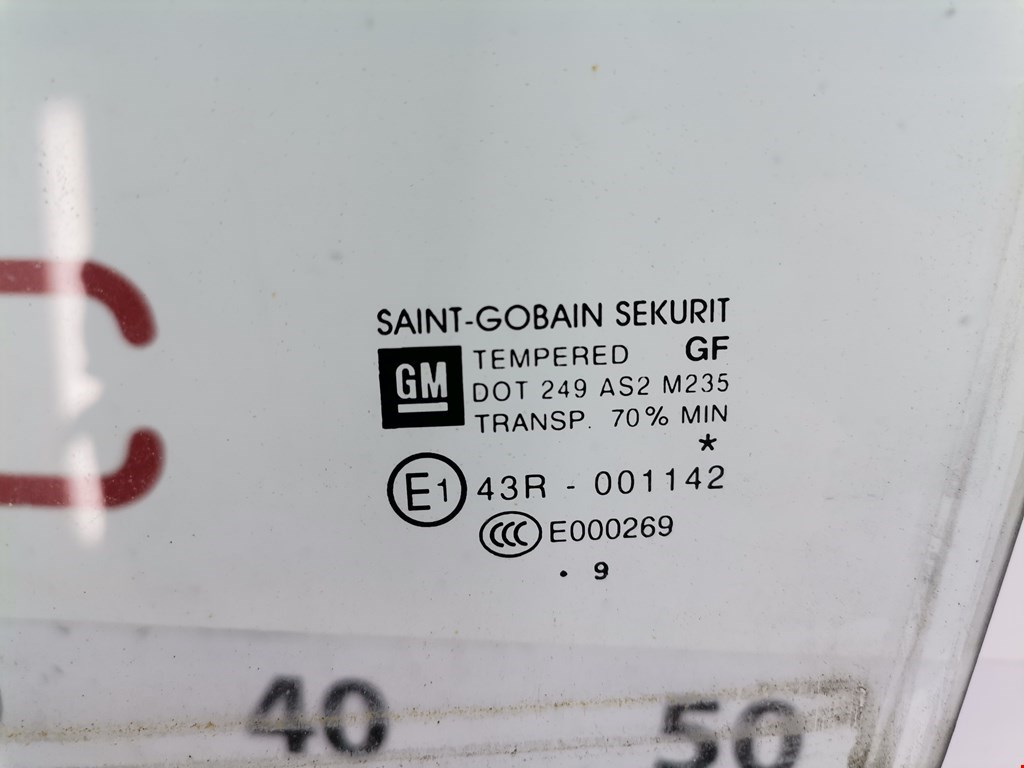 SAINT-GOBAIN SEKURIT
GM
TEMPERED GF
DOT 249 AS2 M235
TRANSP. 70% MIN
*
E1 43R - 001142
CCC E000269
. 9
40 50